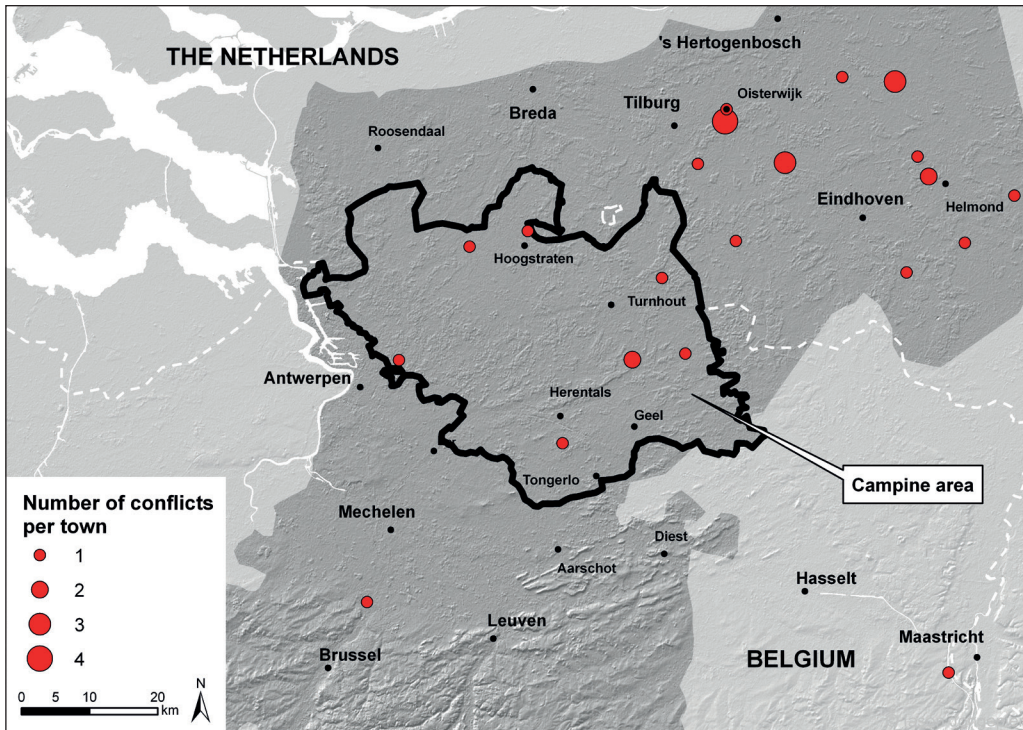 THE NETHERLANDS
's Hertogenbosch
Oisterwijk
Breda
Tilburg
Roosendaal
Eindhoven
Helmond
Hoogstraten
Turnhout
Antwerpen
Herentals
Geel
Tongerlo
Campine area
Number of conflicts
per town
1
2
3
4
Mechelen
Diest
Aarschot
Hasselt
Leuven
Maastricht
Brussel
BELGIUM
0 5 10 20
km
N